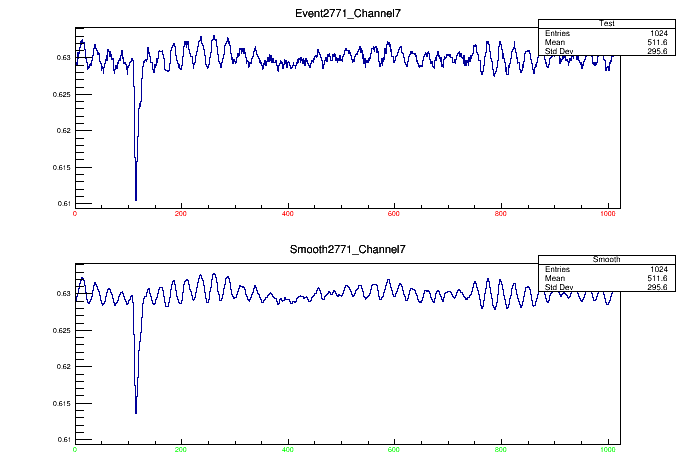 Event2771_Channel7
Test
Entries 1024
Mean 511.6
Std Dev 295.6
0.63
0.625
0.62
0.615
0.61
0 200 400 600 800 1000
Smooth2771_Channel7
Smooth
Entries 1024
Mean 511.6
Std Dev 295.6
0.63
0.625
0.62
0.615
0.61
0 200 400 600 800 1000